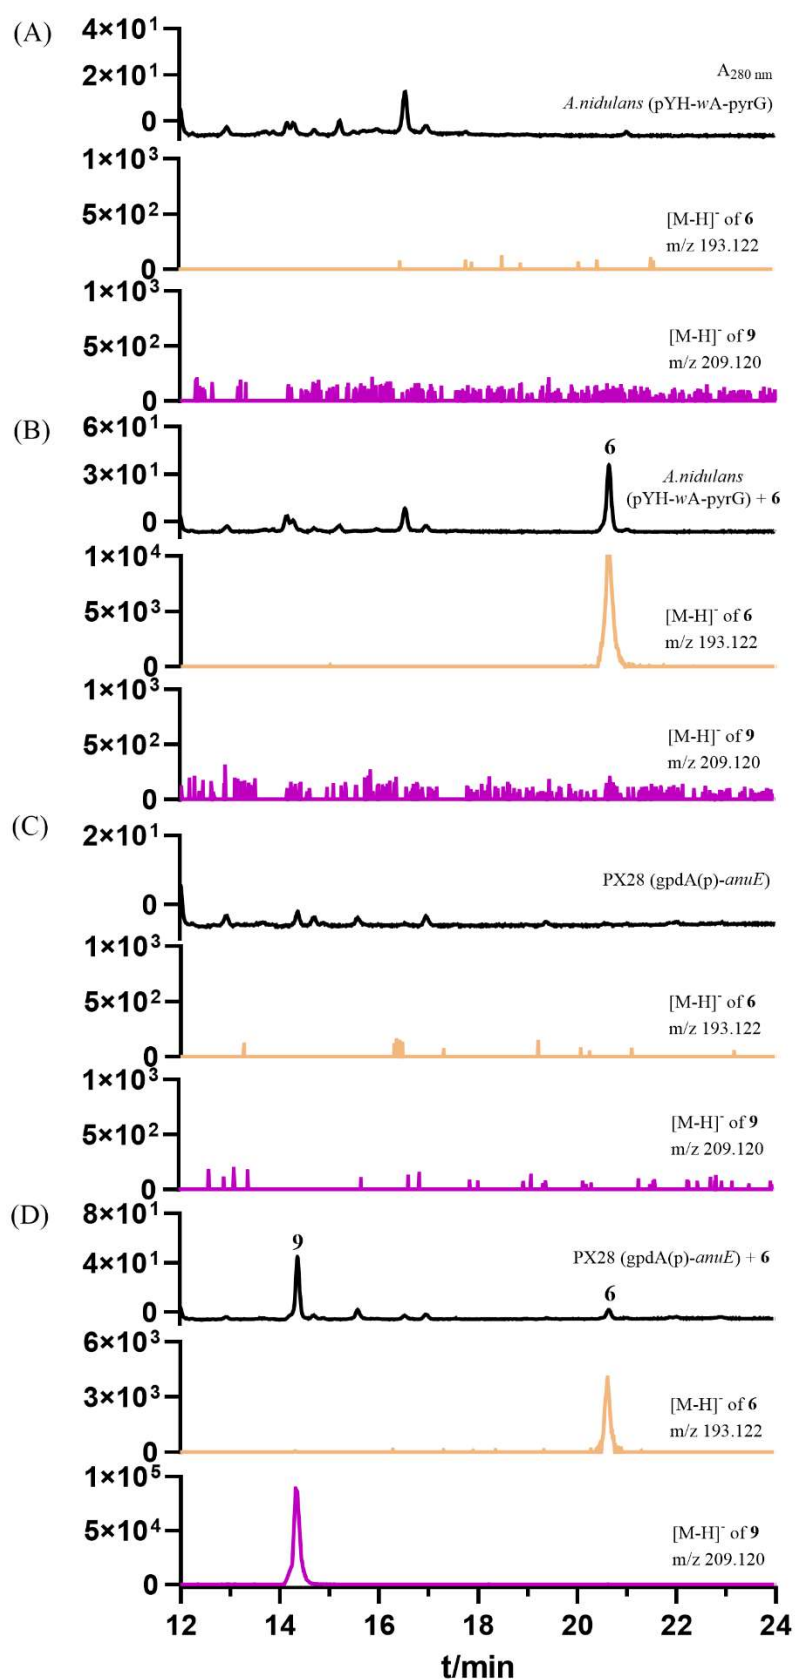 (A)
4×10¹
2×10¹
0
A₂₈₀ ₙₘ
A.nidulans (pYH-wA-pyrG)
1×10³
5×10²
0
[M-H]⁻ of 6
m/z 193.122
1×10³
5×10²
0
[M-H]⁻ of 9
m/z 209.120
(B)
6×10¹
3×10¹
0
6
A.nidulans
(pYH-wA-pyrG) + 6
1×10⁴
5×10³
0
[M-H]⁻ of 6
m/z 193.122
1×10³
5×10²
0
[M-H]⁻ of 9
m/z 209.120
(C)
2×10¹
0
PX28 (gpdA(p)-anuE)
1×10³
5×10²
0
[M-H]⁻ of 6
m/z 193.122
1×10³
5×10²
0
[M-H]⁻ of 9
m/z 209.120
(D)
8×10¹
4×10¹
0
9
6
PX28 (gpdA(p)-anuE) + 6
6×10³
3×10³
0
[M-H]⁻ of 6
m/z 193.122
1×10⁵
5×10⁴
0
[M-H]⁻ of 9
m/z 209.120
12 14 16 18 20 22 24
t/min